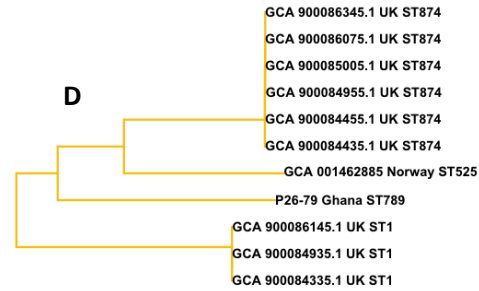 GCA 900086345.1 UK ST874
GCA 900086075.1 UK ST874
GCA 900085005.1 UK ST874
D
GCA 900084955.1 UK ST874
GCA 900084455.1 UK ST874
GCA 900084435.1 UK ST874
GCA 001462885 Norway ST525
P26-79 Ghana ST789
GCA 900086145.1 UK ST1
GCA 900084935.1 UK ST1
GCA 900084335.1 UK ST1